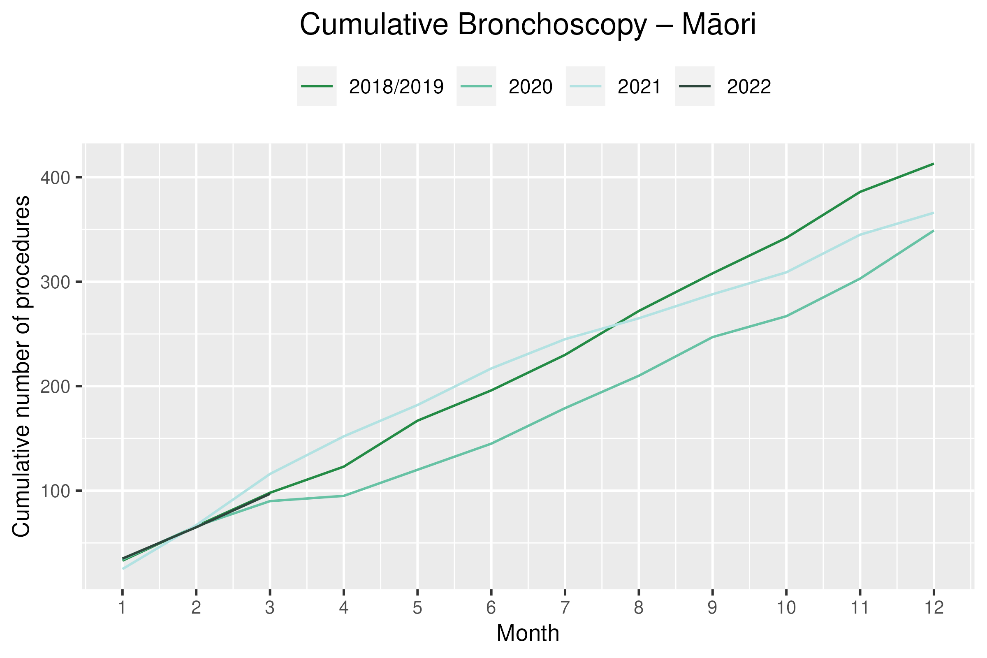 Cumulative Bronchoscopy – Māori
2018/2019 2020 2021 2022
Cumulative number of procedures
400
300
200
100
1 2 3 4 5 6 7 8 9 10 11 12
Month